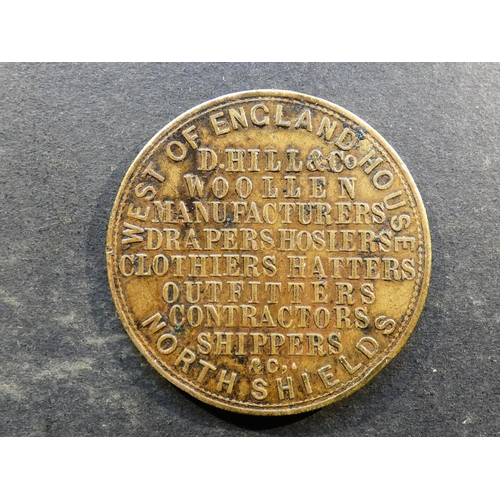 WEST OF ENGLAND HOUSE
D. HILL & Co
WOOLLEN
MANUFACTURERS
DRAPERS, HOSIERS
CLOTHIERS HATTERS
OUTFITTERS
CONTRACTORS
SHIPPERS
&C,.
NORTH SHIELDS